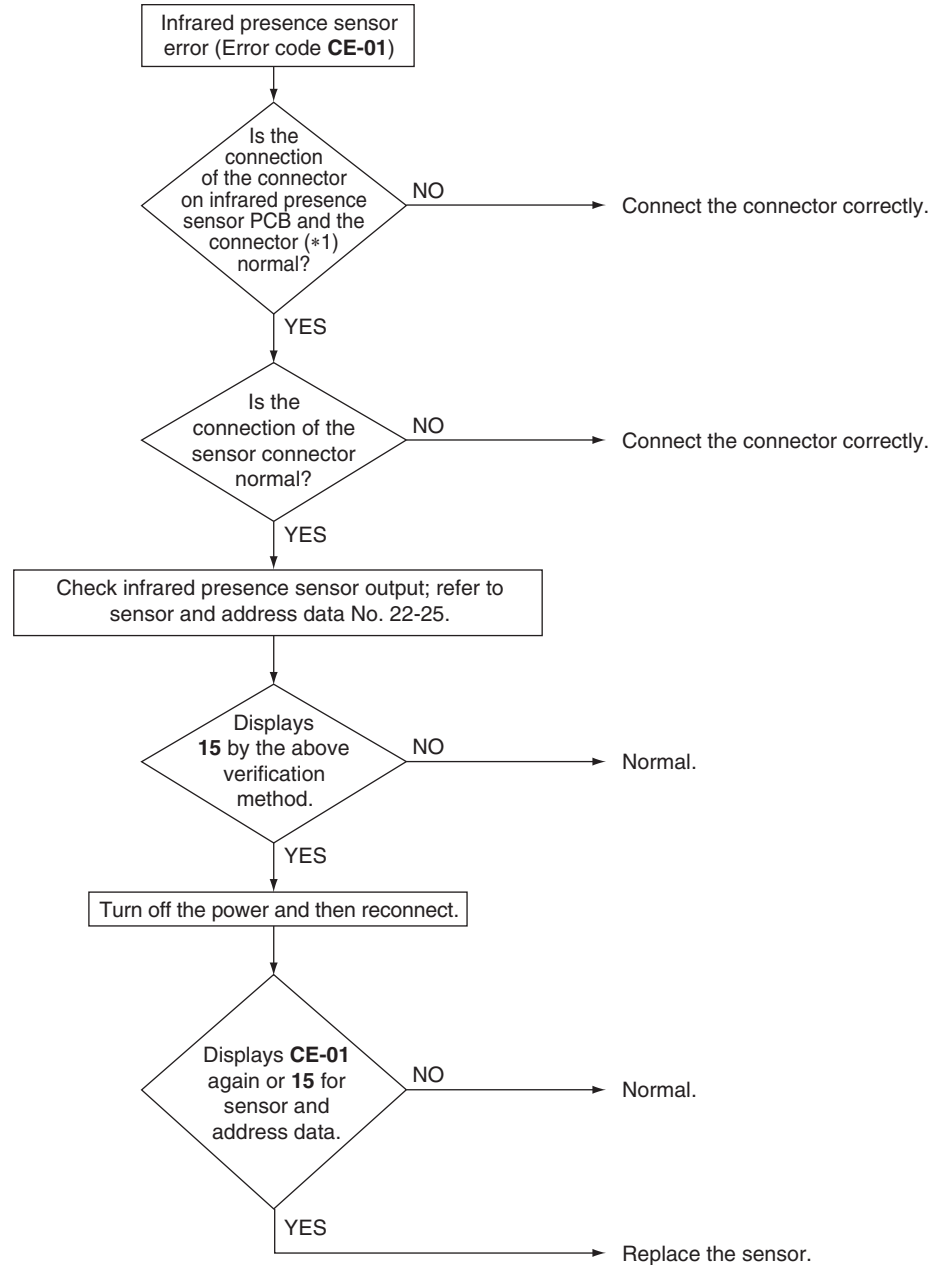 Infrared presence sensor
error (Error code CE-01)
Is the
connection
of the connector
on infrared presence
sensor PCB and the
connector (*1)
normal?
NO
Connect the connector correctly.
YES
Is the
connection of the
sensor connector
normal?
NO
Connect the connector correctly.
YES
Check infrared presence sensor output; refer to
sensor and address data No. 22-25.
Displays
15 by the above
verification
method.
NO
Normal.
YES
Turn off the power and then reconnect.
Displays CE-01
again or 15 for
sensor and
address data.
NO
Normal.
YES
Replace the sensor.